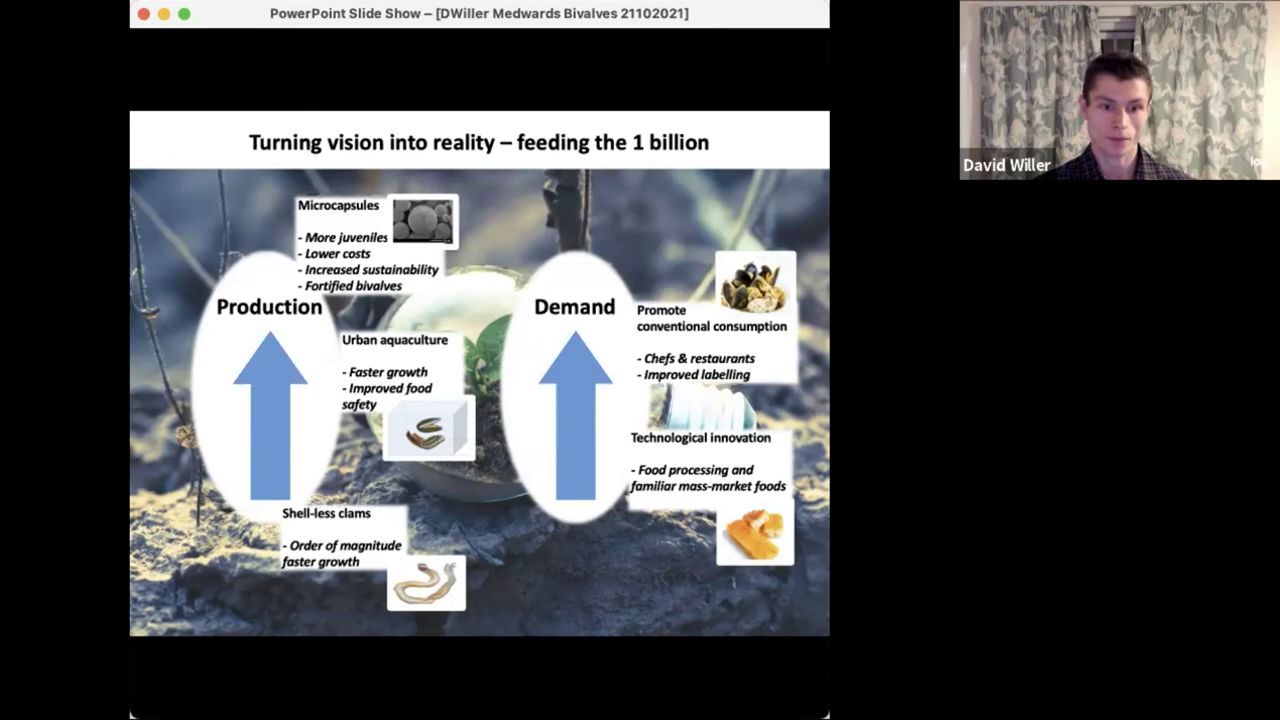 PowerPoint Slide Show – [DWiller Medwards Bivalves 21102021]
Turning vision into reality – feeding the 1 billion
Microcapsules
- More juveniles
- Lower costs
- Increased sustainability
- Fortified bivalves
Production
Urban aquaculture
- Faster growth
- Improved food
safety
Shell-less clams
- Order of magnitude
faster growth
Demand
Promote
conventional consumption
- Chefs & restaurants
- Improved labelling
Technological innovation
- Food processing and
familiar mass-market foods
David Willer